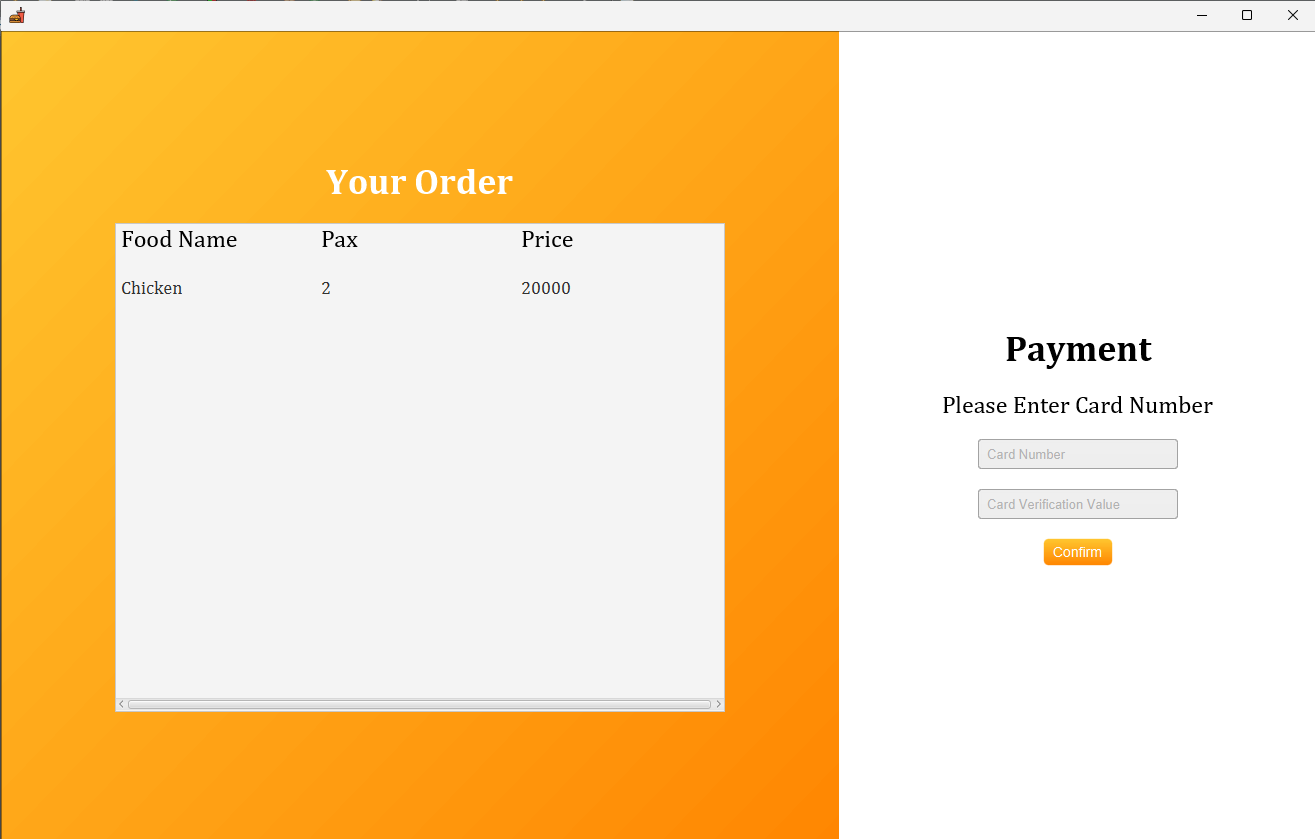 Your Order
Food Name Pax Price
Chicken 2 20000
Payment
Please Enter Card Number
Card Number
Card Verification Value
Confirm